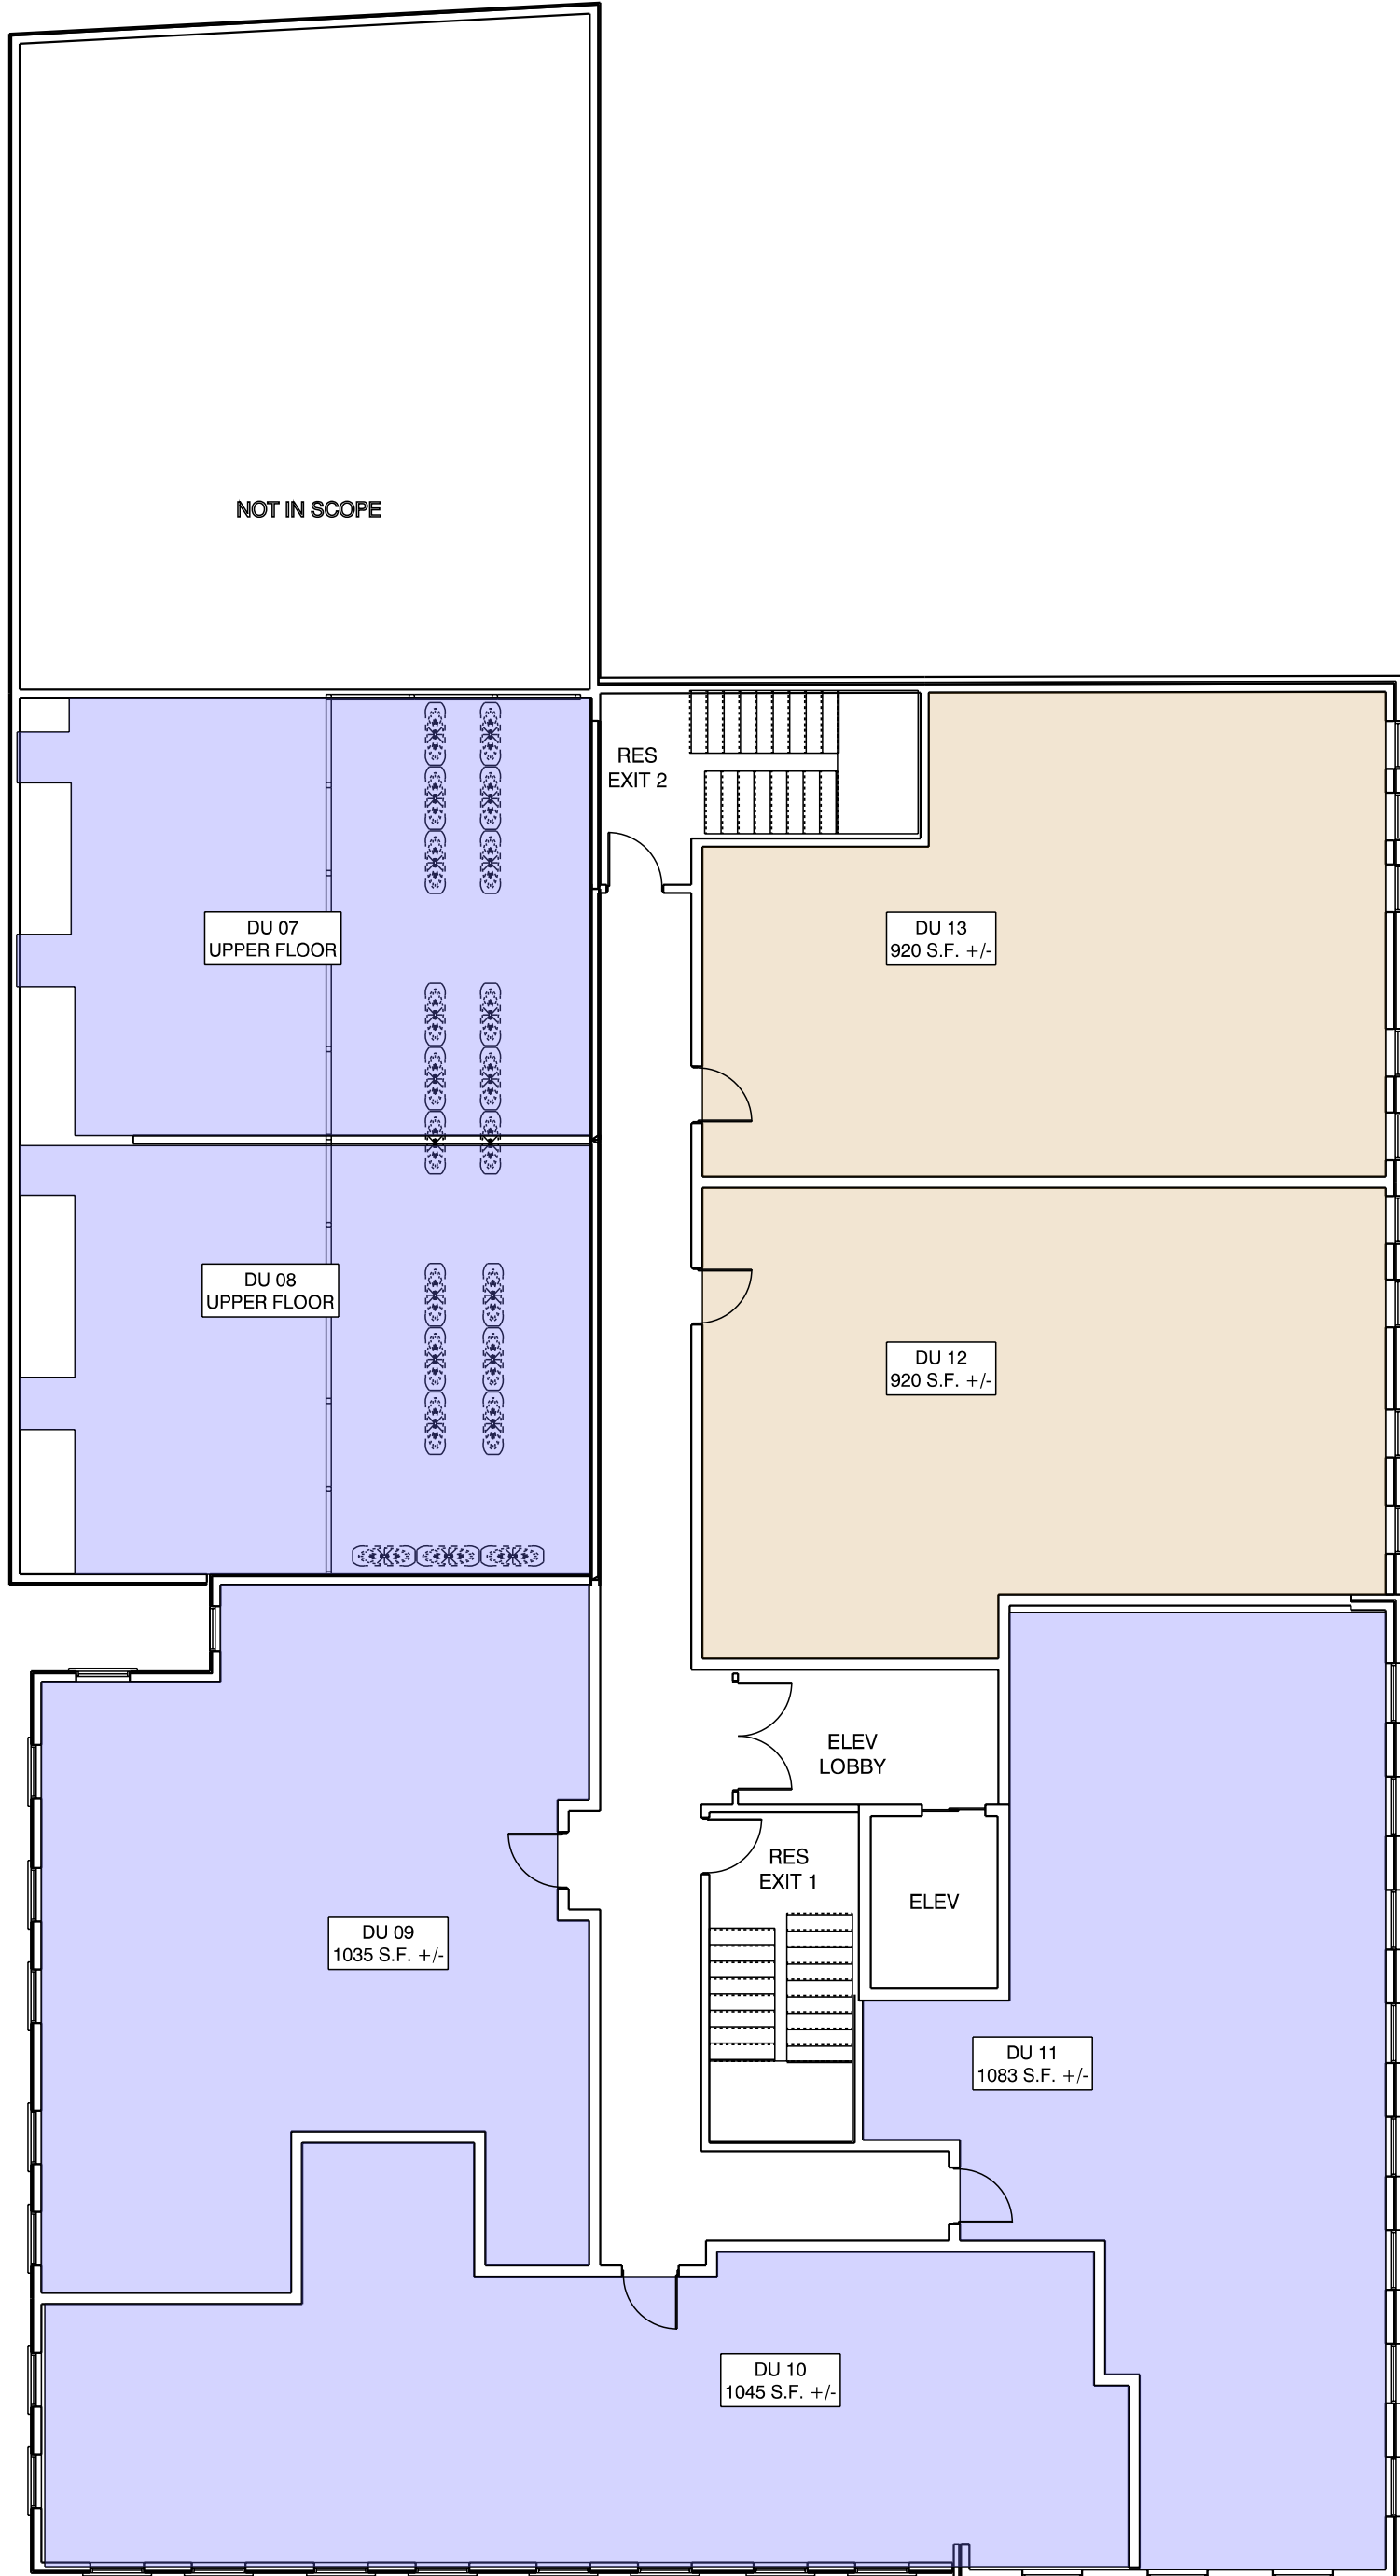 NOT IN SCOPE
RES
EXIT 2
DU 07
UPPER FLOOR
DU 13
920 S.F. +/-
DU 08
UPPER FLOOR
DU 12
920 S.F. +/-
ELEV
LOBBY
RES
EXIT 1
ELEV
DU 09
1035 S.F. +/-
DU 11
1083 S.F. +/-
DU 10
1045 S.F. +/-